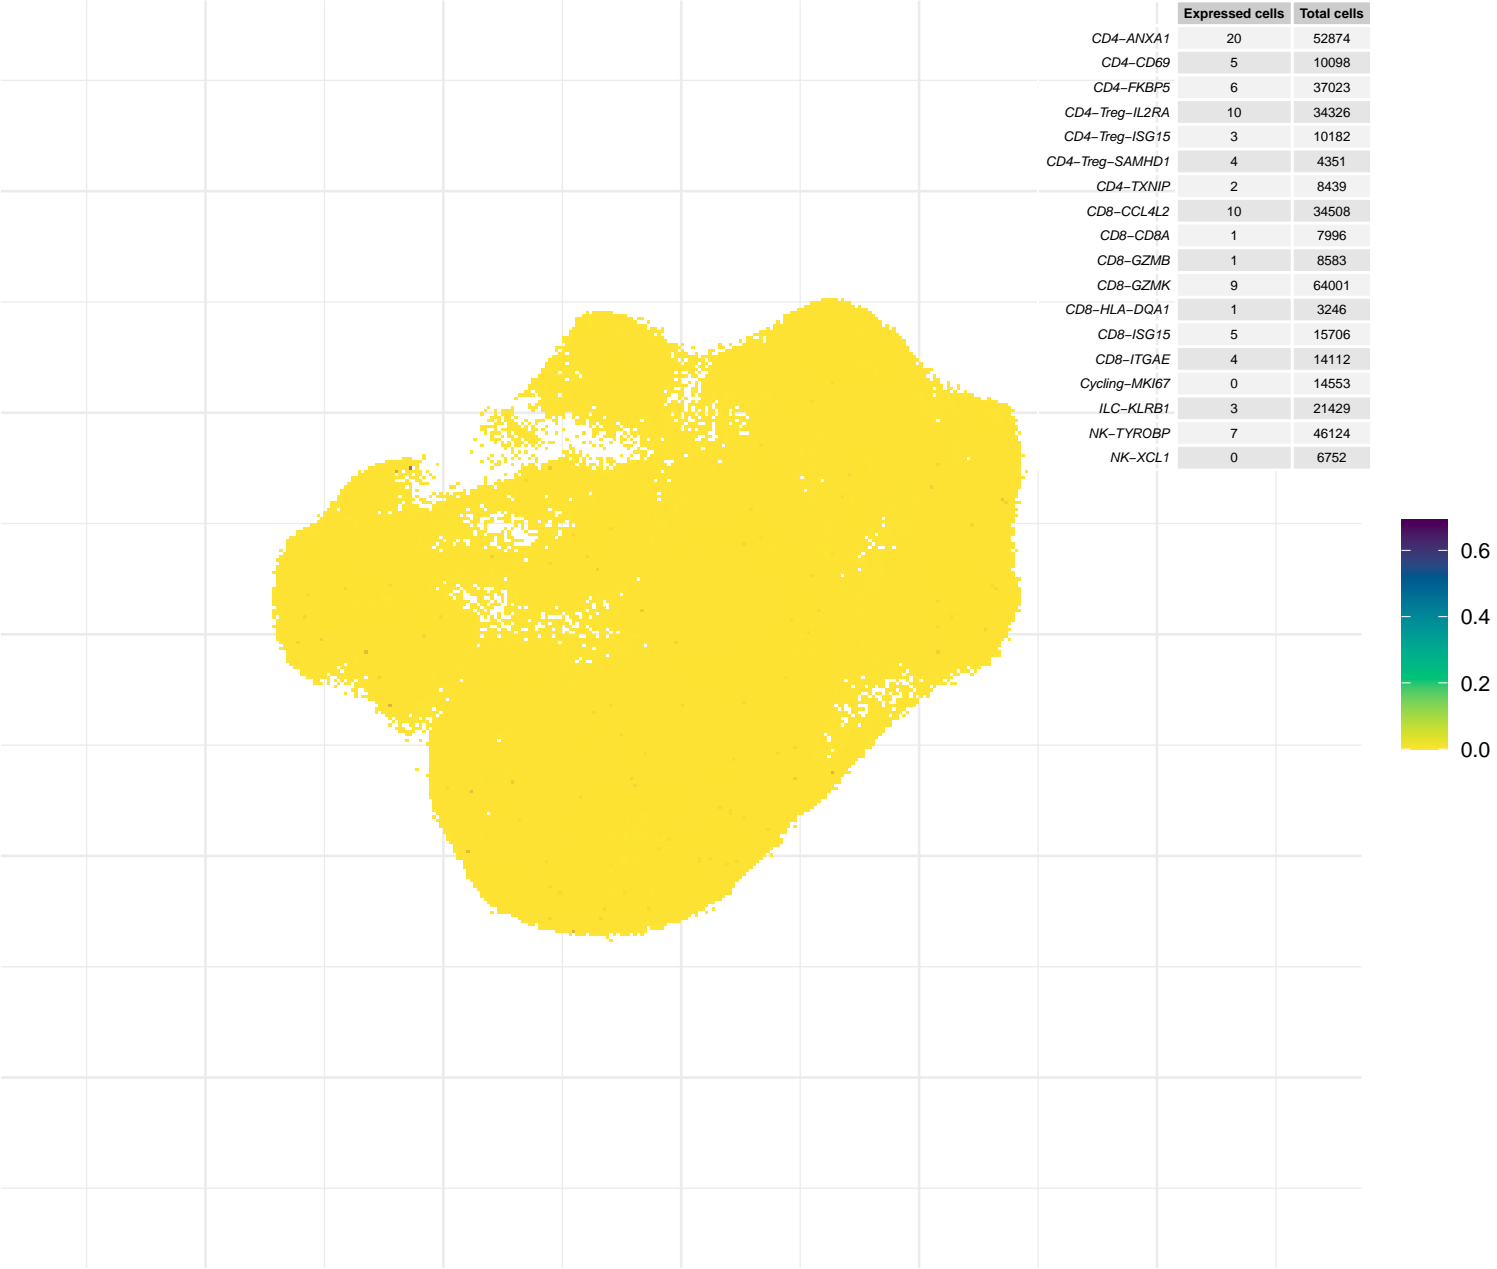 Expressed cells Total cells
CD4−ANXA1 20 52874
CD4−CD69 5 10098
CD4−FKBP5 6 37023
CD4−Treg−IL2RA 10 34326
CD4−Treg−ISG15 3 10182
CD4−Treg−SAMHD1 4 4351
CD4−TXNIP 2 8439
CD8−CCL4L2 10 34508
CD8−CD8A 1 7996
CD8−GZMB 1 8583
CD8−GZMK 9 64001
CD8−HLA−DQA1 1 3246
CD8−ISG15 5 15706
CD8−ITGAE 4 14112
Cycling−MKI67 0 14553
ILC−KLRB1 3 21429
NK−TYROBP 7 46124
NK−XCL1 0 6752
0.6
0.4
0.2
0.0